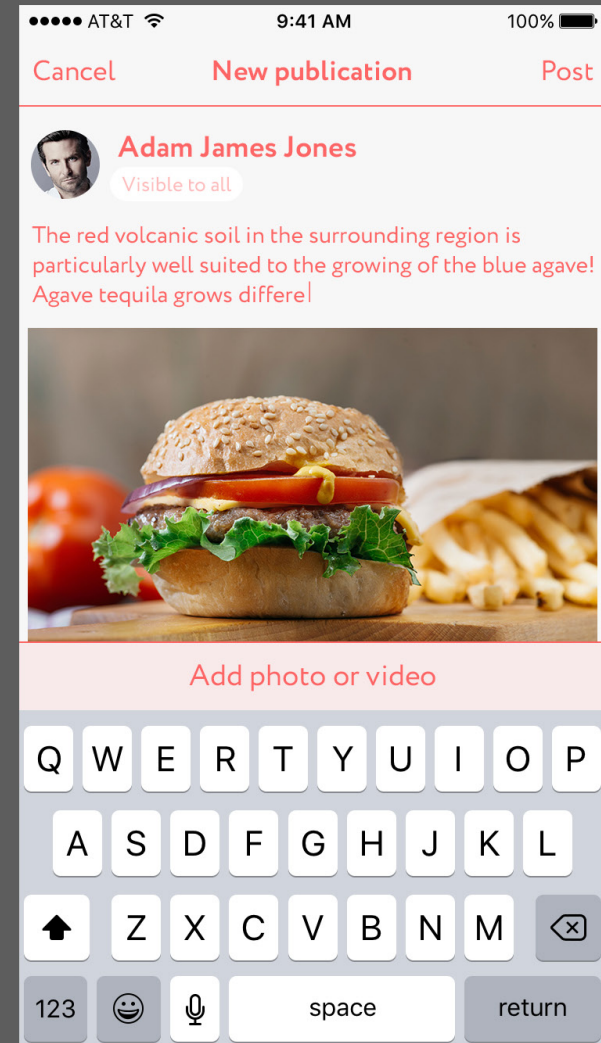 AT&T 9:41 AM 100%
Cancel New publication Post
Adam James Jones
Visible to all
The red volcanic soil in the surrounding region is
particularly well suited to the growing of the blue agave!
Agave tequila grows differe
Add photo or video
Q W E R T Y U I O P
A S D F G H J K L
Z X C V B N M
123 space return